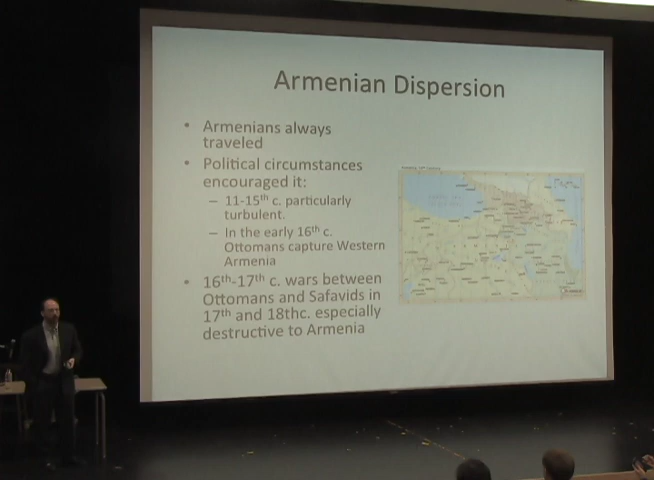 Armenian Dispersion
• Armenians always
traveled
• Political circumstances
encouraged it:
– 11-15th c. particularly
turbulent.
– In the early 16th c.
Ottomans capture Western
Armenia
• 16th-17th c. wars between
Ottomans and Safavids in
17th and 18thc. especially
destructive to Armenia